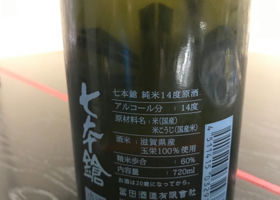 七本鎗 純米14度原酒
アルコール分 : 14度
原材料名 : 米(国産)
米こうじ(国産米)
酒米 : 滋賀県産
玉栄100%使用
精米歩合 : 60%
内容量 : 720ml
お酒は20歳になってから。
冨田酒造有限会社
七本鎗